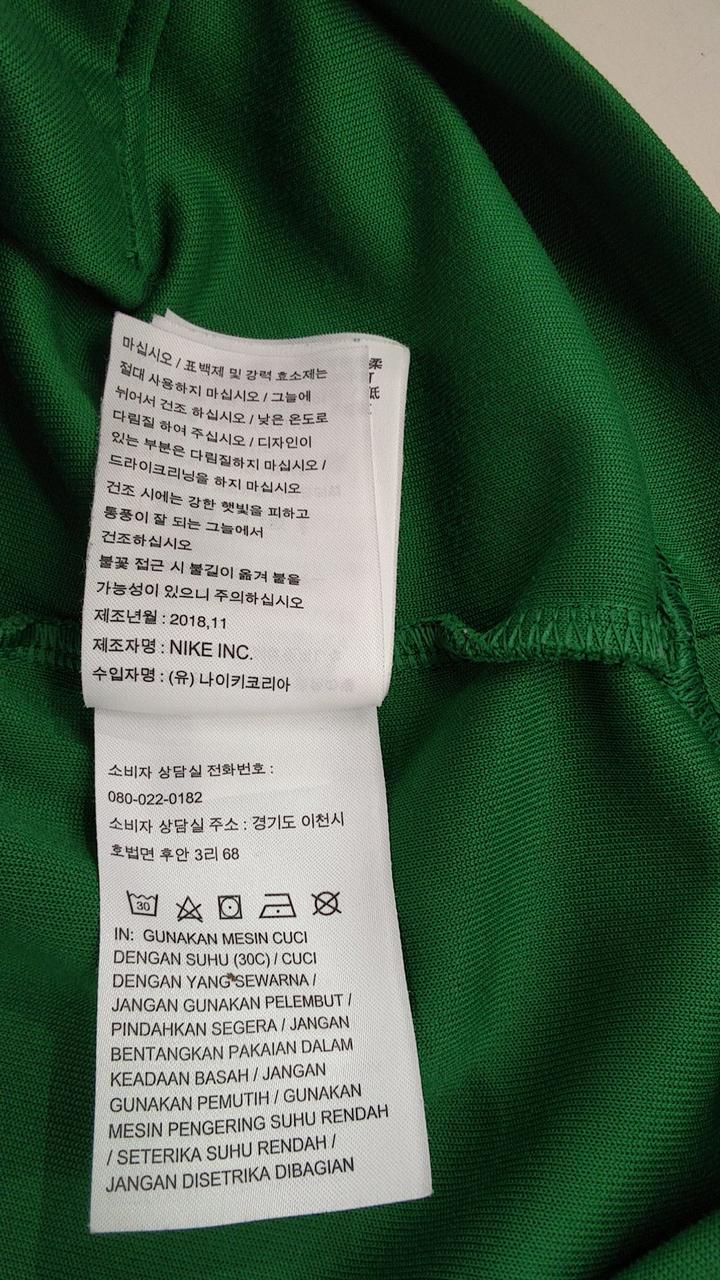 마십시오 / 표백제 및 강력 효소제는
절대 사용하지 마십시오 / 그늘에
뉘어서 건조 하십시오 / 낮은 온도로
다림질 하여 주십시오 / 디자인이
있는 부분은 다림질하지 마십시오 /
드라이크리닝을 하지 마십시오
건조 시에는 강한 햇빛을 피하고
통풍이 잘 되는 그늘에서
건조하십시오
불꽃 접근 시 불길이 옮겨 붙을
가능성이 있으니 주의하십시오
제조년월 : 2018,11
제조자명 : NIKE INC.
수입자명 : (유) 나이키코리아
소비자 상담실 전화번호 :
080-022-0182
소비자 상담실 주소 : 경기도 이천시
호법면 후안 3리 68
30
IN: GUNAKAN MESIN CUCI
DENGAN SUHU (30C) / CUCI
DENGAN YANG SEWARNA /
JANGAN GUNAKAN PELEMBUT /
PINDAHKAN SEGERA / JANGAN
BENTANGKAN PAKAIAN DALAM
KEADAAN BASAH / JANGAN
GUNAKAN PEMUTIH / GUNAKAN
MESIN PENGERING SUHU RENDAH
/ SETERIKA SUHU RENDAH /
JANGAN DISETRIKA DIBAGIAN
柔
低